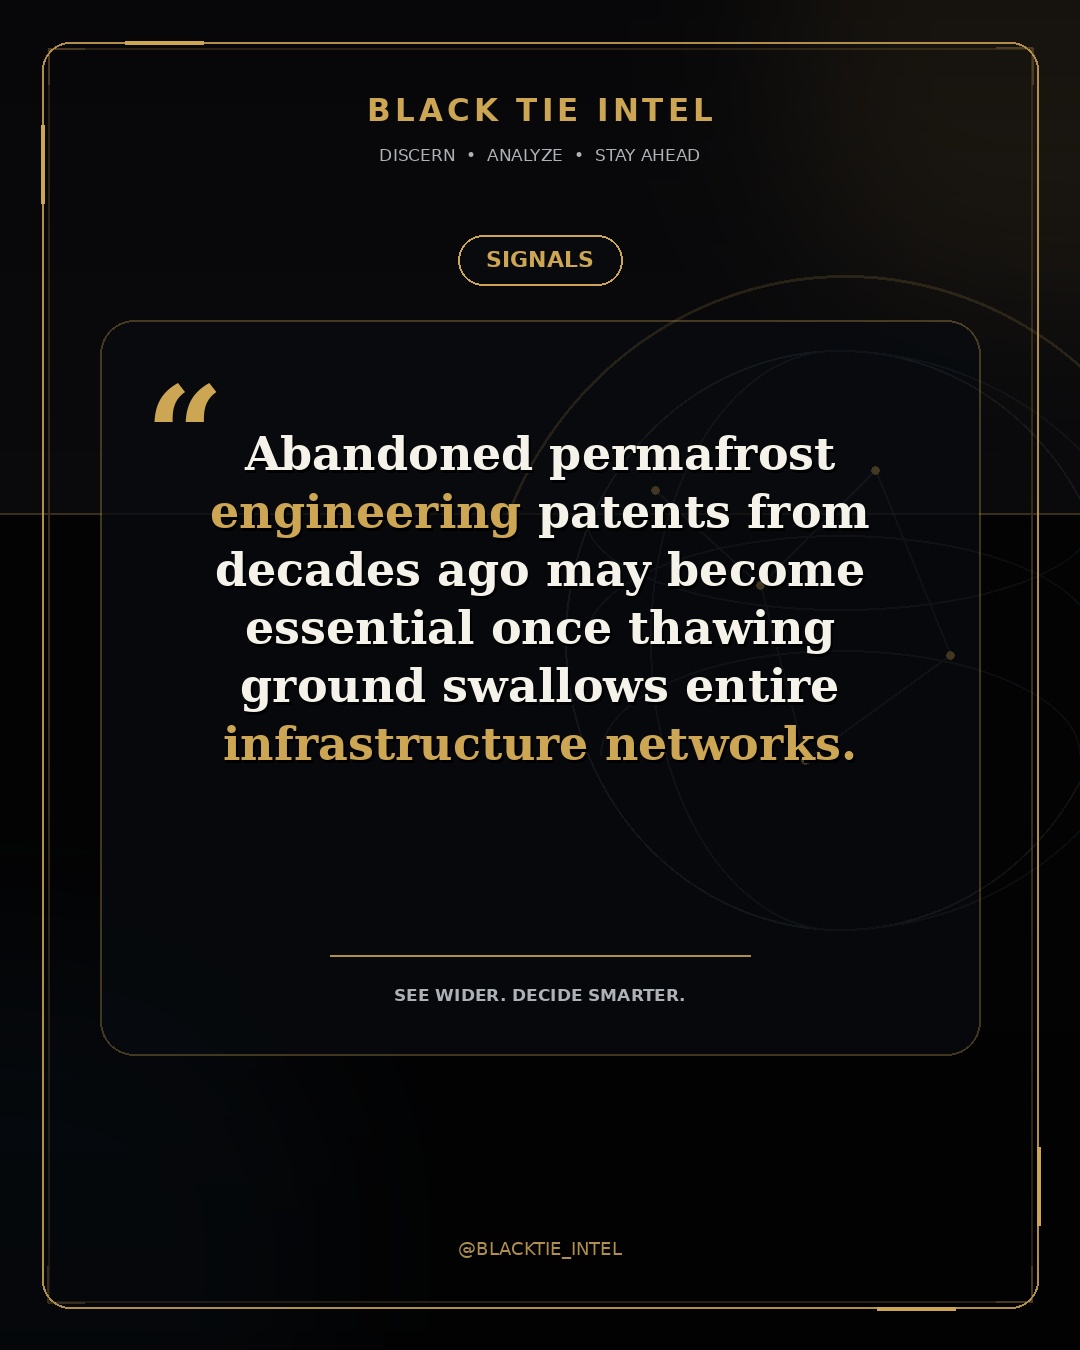 BLACK TIE INTEL
DISCERN • ANALYZE • STAY AHEAD
SIGNALS
“
Abandoned permafrost
engineering patents from
decades ago may become
essential once thawing
ground swallows entire
infrastructure networks.
SEE WIDER. DECIDE SMARTER.
@BLACKTIE_INTEL